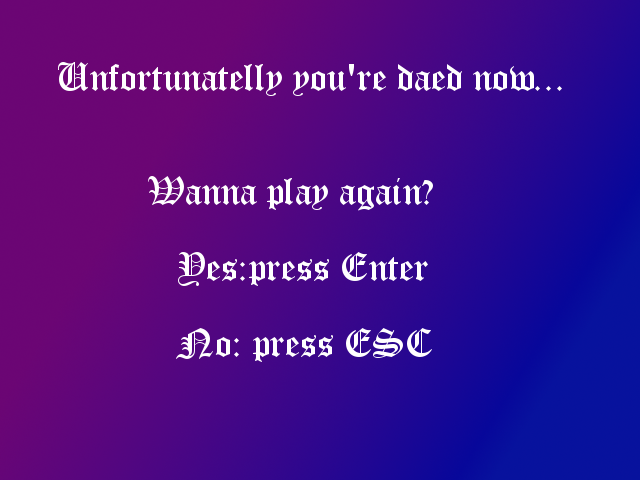 Unfortunatelly you're daed now...
Wanna play again?
Yes:press Enter
No: press ESC